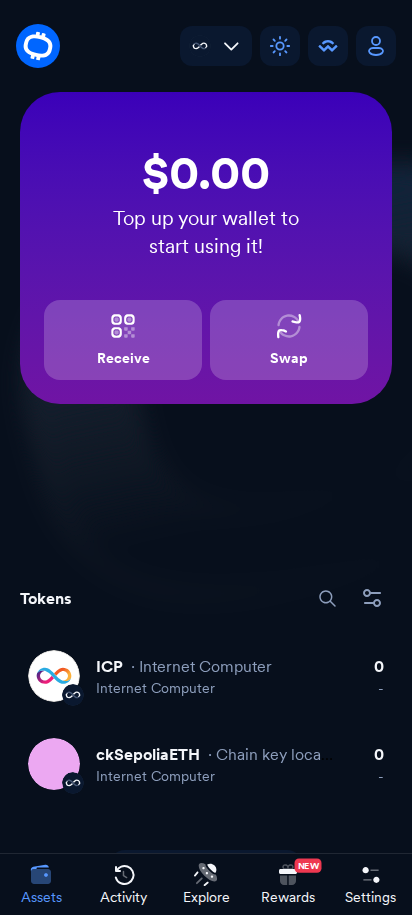 $0.00
Top up your wallet to
start using it!
Receive
Swap
Tokens
ICP · Internet Computer
0
Internet Computer
-
ckSepoliaETH · Chain key loca...
0
Internet Computer
-
NEW
Assets
Activity
Explore
Rewards
Settings